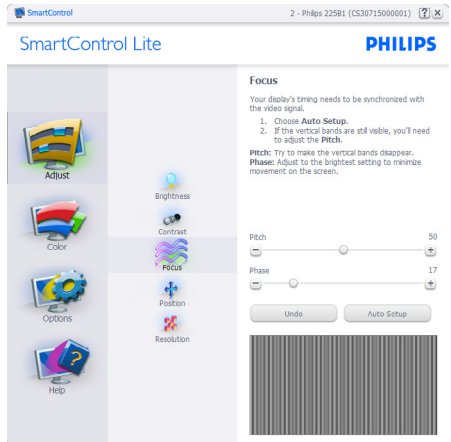 SmartControl
2 - Philips 225B1 (CS30715000001) ? X
SmartControl Lite
PHILIPS
Adjust
Color
Options
Help
Brightness
Contrast
Focus
Position
Resolution
Focus
Your display's timing needs to be synchronized with
the video signal.
1. Choose Auto Setup.
2. If the vertical bands are still visible, you'll need
to adjust the Pitch.
Pitch: Try to make the vertical bands disappear.
Phase: Adjust to the brightest setting to minimize
movement on the screen.
Pitch 50
Phase 17
Undo Auto Setup